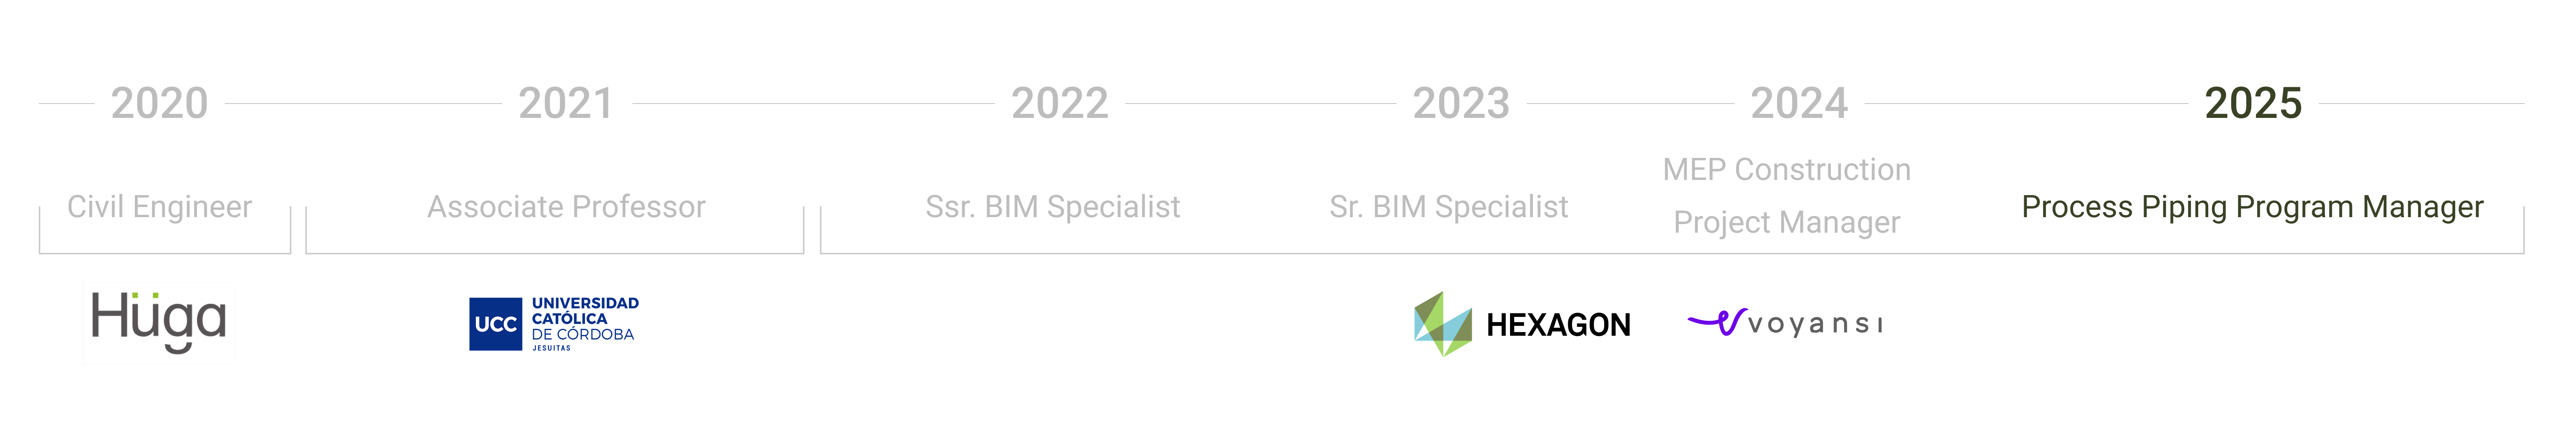 2020
2021
2022
2023
2024
2025
Civil Engineer
Associate Professor
Ssr. BIM Specialist
Sr. BIM Specialist
MEP Construction
Project Manager
Process Piping Program Manager
Hüga
UCC
UNIVERSIDAD
CATÓLICA
DE CÓRDOBA
JESUITAS
HEXAGON
voyansı